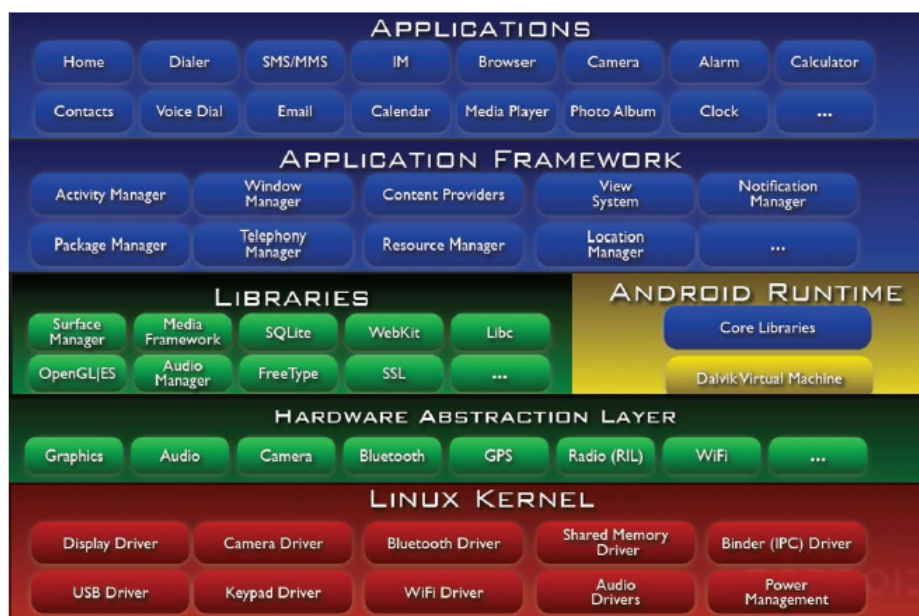 APPLICATIONS
Home Dialer SMS/MMS IM Browser Camera Alarm Calculator
Contacts Voice Dial Email Calendar Media Player Photo Album Clock ...
APPLICATION FRAMEWORK
Activity Manager Window Manager Content Providers View System Notification Manager
Package Manager Telephony Manager Resource Manager Location Manager ...
LIBRARIES
Surface Manager Media Framework SQLite WebKit Libc
OpenGL|ES Audio Manager FreeType SSL ...
ANDROID RUNTIME
Core Libraries
Dalvik Virtual Machine
HARDWARE ABSTRACTION LAYER
Graphics Audio Camera Bluetooth GPS Radio (RIL) WiFi ...
LINUX KERNEL
Display Driver Camera Driver Bluetooth Driver Shared Memory Driver Binder (IPC) Driver
USB Driver Keypad Driver WiFi Driver Audio Drivers Power Management